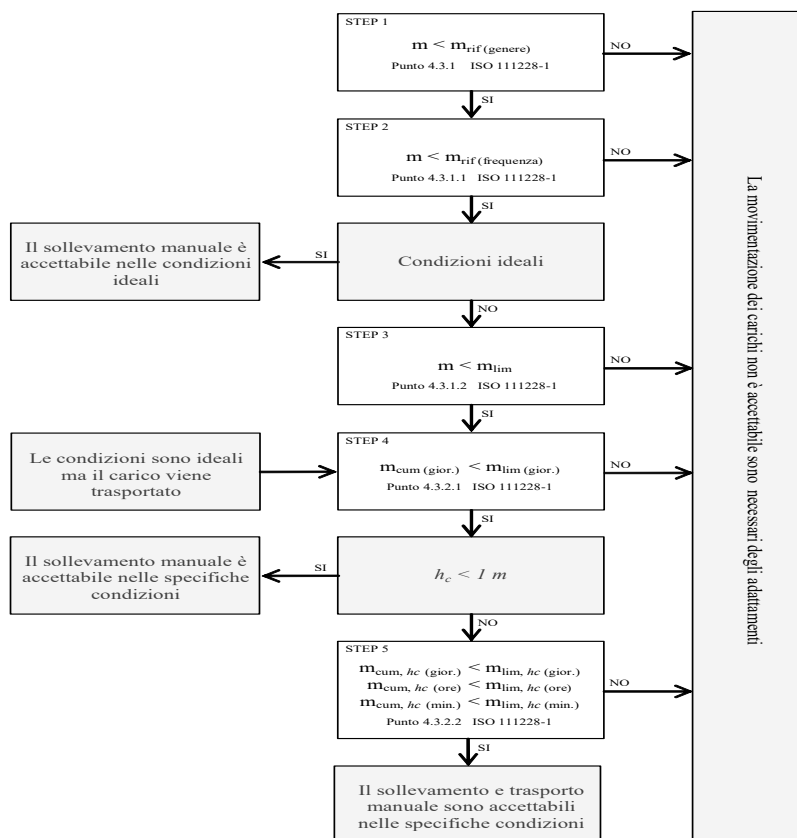 STEP 1
m < mrif (genere)
Punto 4.3.1 ISO 111228-1
NO
SI
STEP 2
m < mrif (frequenza)
Punto 4.3.1.1 ISO 111228-1
NO
SI
Il sollevamento manuale è
accettabile nelle condizioni
ideali
SI
Condizioni ideali
NO
STEP 3
m < mlim
Punto 4.3.1.2 ISO 111228-1
NO
SI
Le condizioni sono ideali
ma il carico viene
trasportato
STEP 4
mcum (gior.) < mlim (gior.)
Punto 4.3.2.1 ISO 111228-1
NO
SI
Il sollevamento manuale è
accettabile nelle specifiche
condizioni
SI
hc < 1 m
NO
STEP 5
mcum, hc (gior.) < mlim, hc (gior.)
mcum, hc (ore) < mlim, hc (ore)
mcum, hc (min.) < mlim, hc (min.)
Punto 4.3.2.2 ISO 111228-1
NO
SI
Il sollevamento e trasporto
manuale sono accettabili
nelle specifiche condizioni
La movimentazione dei carichi non è accettabile sono necessari degli adattamenti